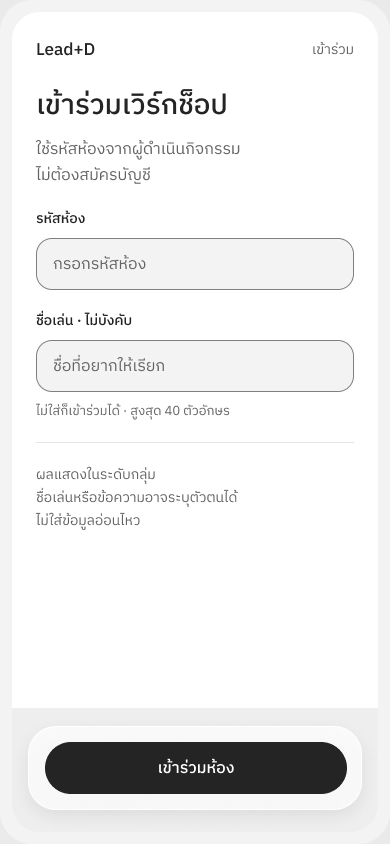 Lead+D
เข้าร่วม
เข้าร่วมเวิร์กช็อป
ใช้รหัสห้องจากผู้ดำเนินกิจกรรม
ไม่ต้องสมัครบัญชี
รหัสห้อง
กรอกรหัสห้อง
ชื่อเล่น · ไม่บังคับ
ชื่อที่อยากให้เรียก
ไม่ใส่ก็เข้าร่วมได้ · สูงสุด 40 ตัวอักษร
ผลแสดงในระดับกลุ่ม
ชื่อเล่นหรือข้อความอาจระบุตัวตนได้
ไม่ใส่ข้อมูลอ่อนไหว
เข้าร่วมห้อง